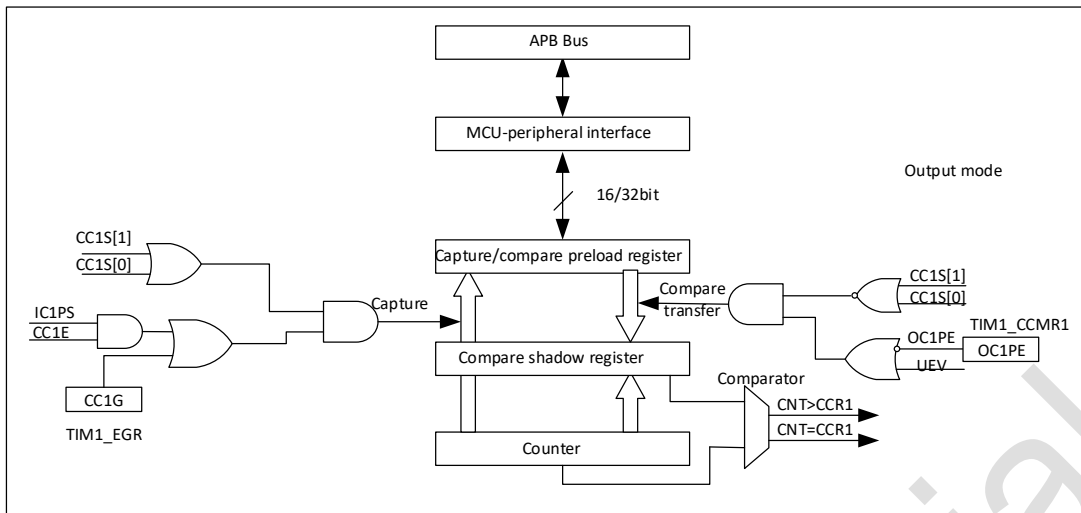 APB Bus
MCU-peripheral interface
Output mode
16/32bit
CC1S[1]
CC1S[0]
Capture/compare preload register
CC1S[1]
CC1S[0]
IC1PS
CC1E
Capture
Compare
transfer
TIM1_CCMR1
OC1PE
OC1PE
UEV
Compare shadow register
CC1G
TIM1_EGR
Comparator
CNT>CCR1
CNT=CCR1
Counter